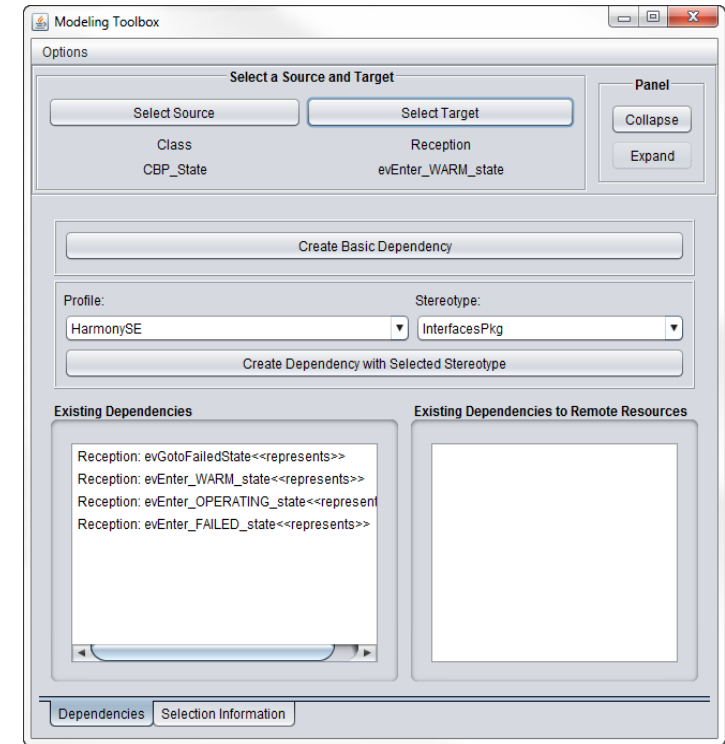 Modeling Toolbox
Options
Select a Source and Target
Panel
Select Source
Select Target
Collapse
Class
Reception
Expand
CBP_State
evEnter_WARM_state
Create Basic Dependency
Profile:
Stereotype:
HarmonySE
InterfacesPkg
Create Dependency with Selected Stereotype
Existing Dependencies
Existing Dependencies to Remote Resources
Reception: evGotoFailedState<<represents>>
Reception: evEnter_WARM_state<<represents>>
Reception: evEnter_OPERATING_state<<represent
Reception: evEnter_FAILED_state<<represents>>
Dependencies
Selection Information